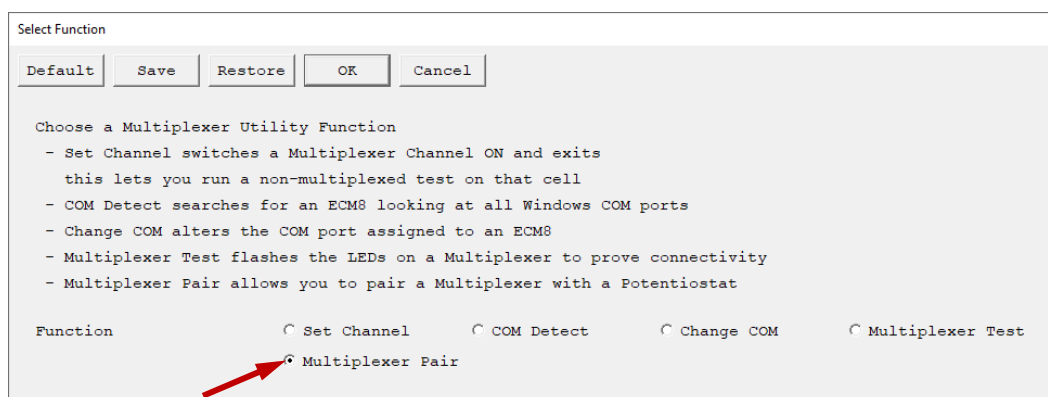 Select Function
Default Save Restore OK Cancel
Choose a Multiplexer Utility Function
- Set Channel switches a Multiplexer Channel ON and exits
this lets you run a non-multiplexed test on that cell
- COM Detect searches for an ECM8 looking at all Windows COM ports
- Change COM alters the COM port assigned to an ECM8
- Multiplexer Test flashes the LEDs on a Multiplexer to prove connectivity
- Multiplexer Pair allows you to pair a Multiplexer with a Potentiostat
Function Set Channel COM Detect Change COM Multiplexer Test
Multiplexer Pair